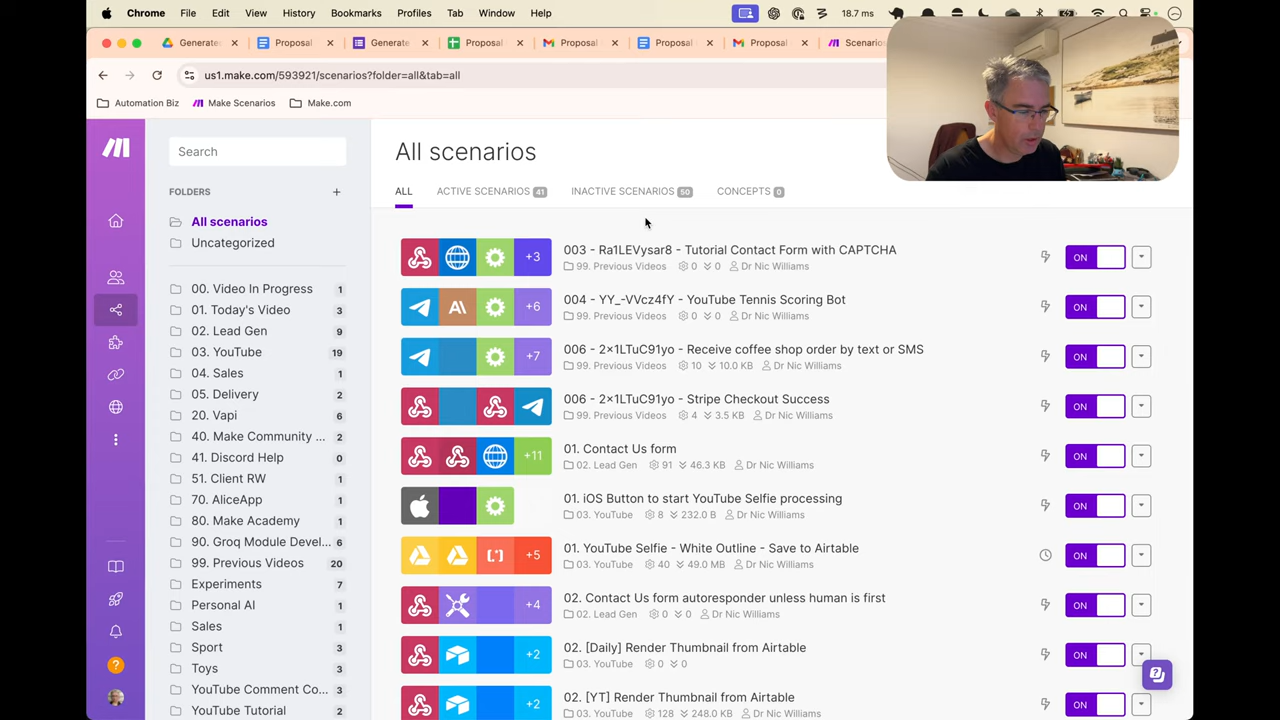 Chrome File Edit View History Bookmarks Profiles Tab Window Help 18.7 ms
Generated Proposal Generate Proposal Proposal Proposal Proposal Scenario
us1.make.com/593921/scenarios?folder=all&tab=all
Automation Biz Make Scenarios Make.com
Search
FOLDERS +
All scenarios
Uncategorized
00. Video In Progress 1
01. Today's Video 3
02. Lead Gen 9
03. YouTube 19
04. Sales 1
05. Delivery 2
20. Vapi 6
40. Make Community ... 2
41. Discord Help 0
51. Client RW 1
70. AliceApp 1
80. Make Academy 1
90. Groq Module Devel... 6
99. Previous Videos 20
Experiments 7
Personal AI 1
Sales 1
Sport 3
Toys 3
YouTube Comment Co... 3
YouTube Tutorial 2
All scenarios
ALL ACTIVE SCENARIOS 41 INACTIVE SCENARIOS 50 CONCEPTS 0
+3 003 - Ra1LEVysar8 - Tutorial Contact Form with CAPTCHA ON
99. Previous Videos 0 0 Dr Nic Williams
+6 004 - YY_-VVcz4fY - YouTube Tennis Scoring Bot ON
99. Previous Videos 0 0 Dr Nic Williams
+7 006 - 2x1LTuC91yo - Receive coffee shop order by text or SMS ON
99. Previous Videos 10 10.0 KB Dr Nic Williams
006 - 2x1LTuC91yo - Stripe Checkout Success ON
99. Previous Videos 4 3.5 KB Dr Nic Williams
+11 01. Contact Us form ON
02. Lead Gen 91 46.3 KB Dr Nic Williams
01. iOS Button to start YouTube Selfie processing ON
03. YouTube 8 232.0 B Dr Nic Williams
+5 01. YouTube Selfie - White Outline - Save to Airtable ON
03. YouTube 40 49.0 MB Dr Nic Williams
+4 02. Contact Us form autoresponder unless human is first ON
02. Lead Gen 0 0 Dr Nic Williams
+2 02. [Daily] Render Thumbnail from Airtable ON
03. YouTube 0 0
+2 02. [YT] Render Thumbnail from Airtable ON
03. YouTube 128 248.0 KB Dr Nic Williams